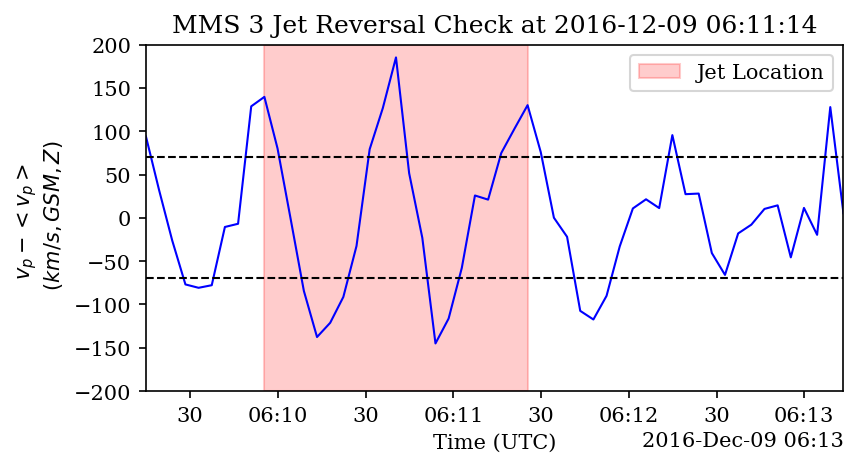 MMS 3 Jet Reversal Check at 2016-12-09 06:11:14
v_p − < v_p >
(km/s, GSM, Z)
200
150
100
50
0
−50
−100
−150
−200
Jet Location
30 06:10 30 06:11 30 06:12 30 06:13
Time (UTC)
2016-Dec-09 06:13